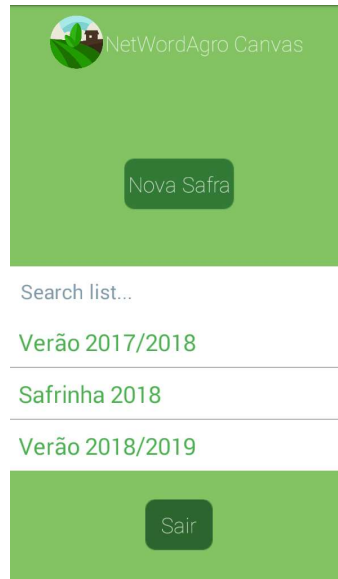 NetWordAgro Canvas
Nova Safra
Search list...
Verão 2017/2018
Safrinha 2018
Verão 2018/2019
Sair